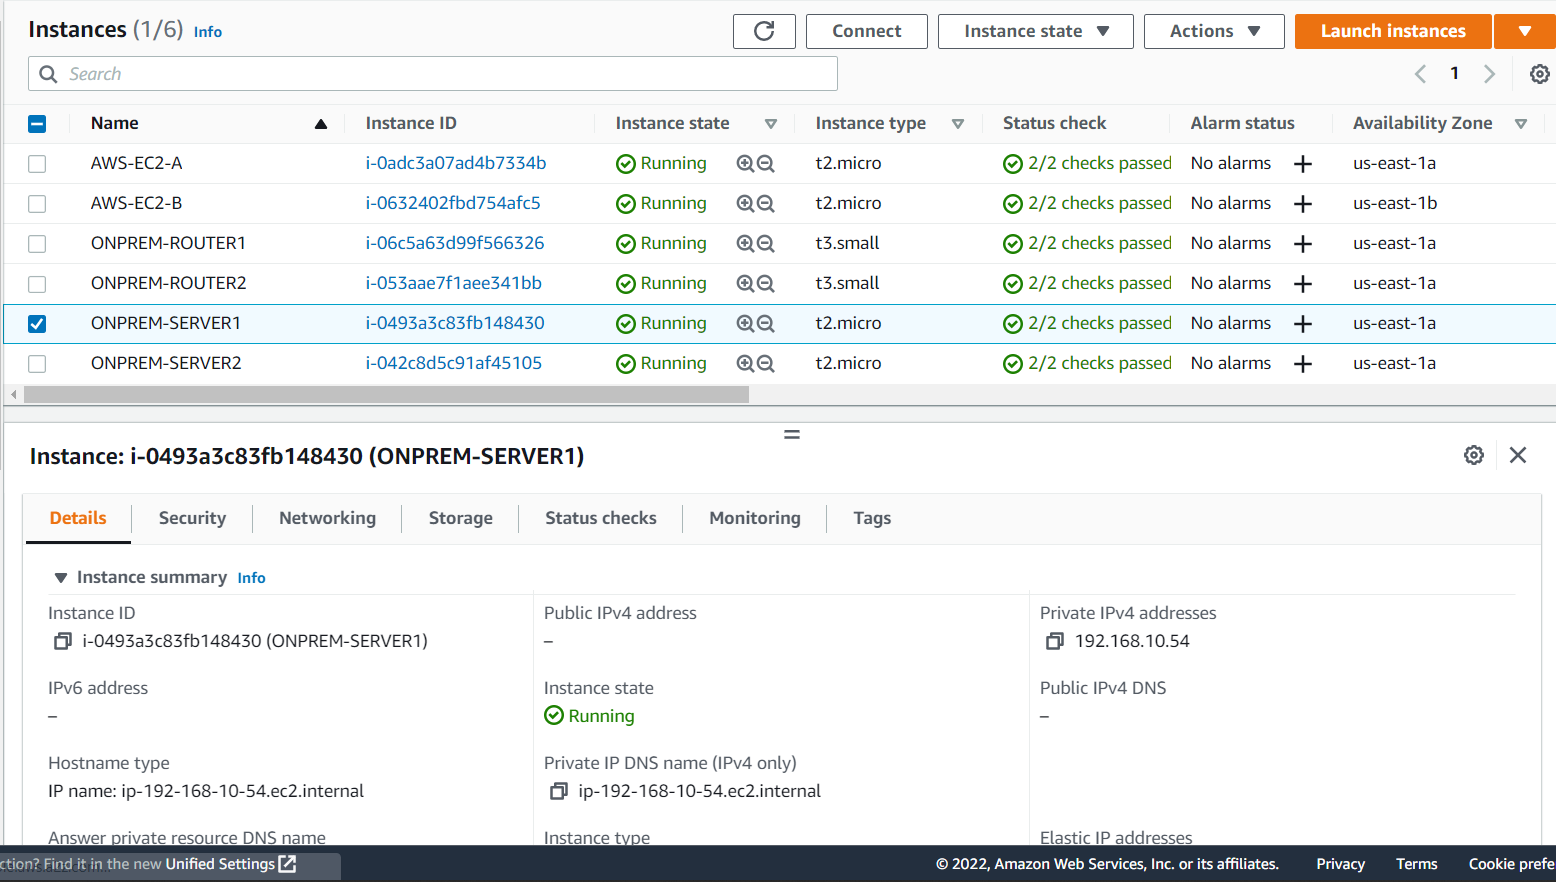 Instances (1/6) Info
Connect Instance state Actions Launch instances
Search
1
Name Instance ID Instance state Instance type Status check Alarm status Availability Zone
AWS-EC2-A i-0adc3a07ad4b7334b Running t2.micro 2/2 checks passed No alarms us-east-1a
AWS-EC2-B i-0632402fbd754afc5 Running t2.micro 2/2 checks passed No alarms us-east-1b
ONPREM-ROUTER1 i-06c5a63d99f566326 Running t3.small 2/2 checks passed No alarms us-east-1a
ONPREM-ROUTER2 i-053aae7f1aee341bb Running t3.small 2/2 checks passed No alarms us-east-1a
ONPREM-SERVER1 i-0493a3c83fb148430 Running t2.micro 2/2 checks passed No alarms us-east-1a
ONPREM-SERVER2 i-042c8d5c91af45105 Running t2.micro 2/2 checks passed No alarms us-east-1a
Instance: i-0493a3c83fb148430 (ONPREM-SERVER1)
Details Security Networking Storage Status checks Monitoring Tags
Instance summary Info
Instance ID Public IPv4 address Private IPv4 addresses
i-0493a3c83fb148430 (ONPREM-SERVER1) – 192.168.10.54
IPv6 address Instance state Public IPv4 DNS
– Running –
Hostname type Private IP DNS name (IPv4 only)
IP name: ip-192-168-10-54.ec2.internal ip-192-168-10-54.ec2.internal
Answer private resource DNS name Instance type Elastic IP addresses
ction? Find it in the new Unified Settings © 2022, Amazon Web Services, Inc. or its affiliates. Privacy Terms Cookie prefe